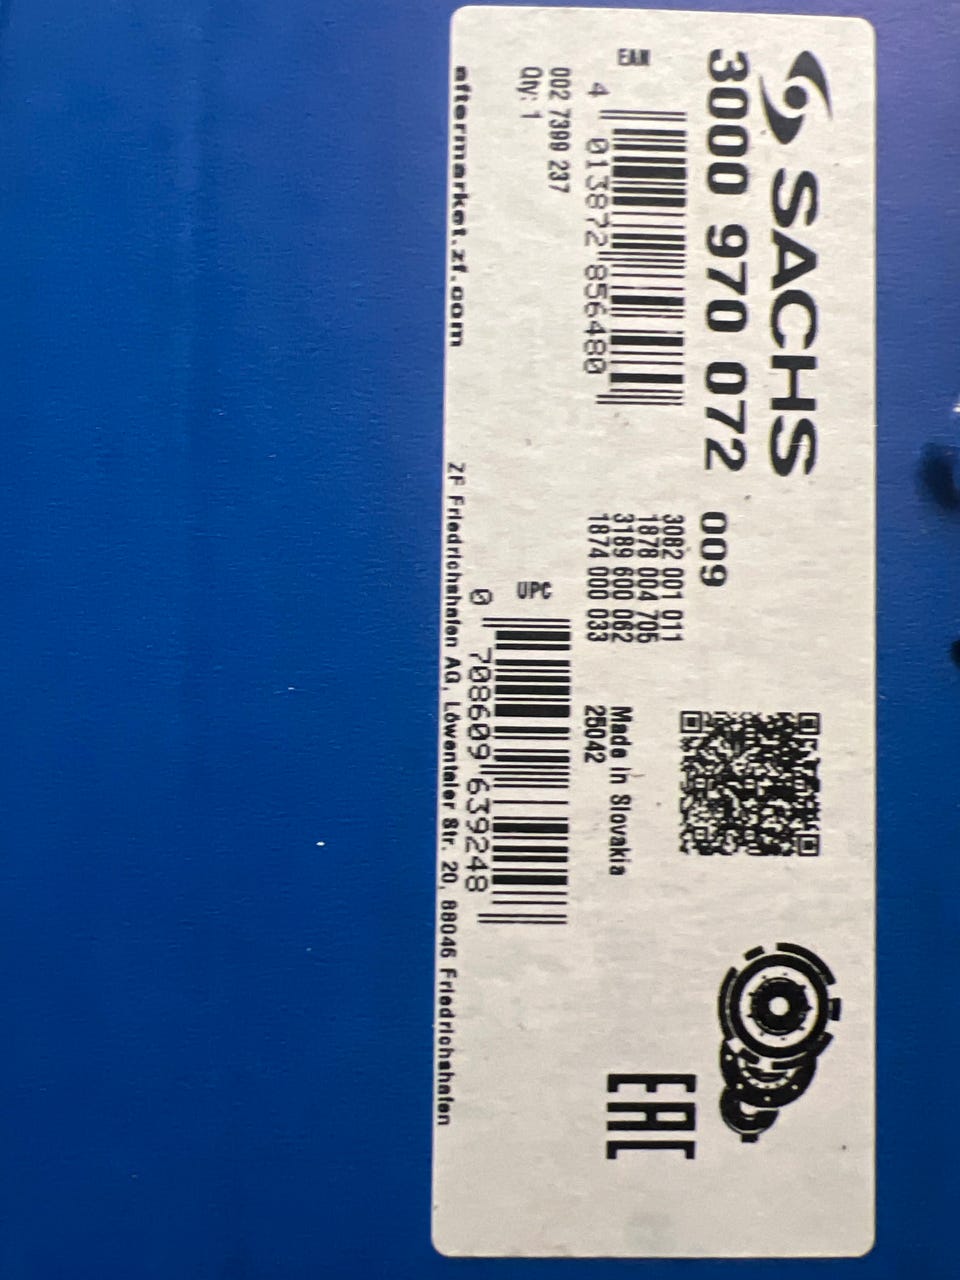 SACHS
3000 970 072 009
EAN
4 013872 856480
002 7399 237
Qty: 1
3082 001 011
1878 004 705
3189 600 062
1874 000 033
Made in Slovakia
25042
UPC
0 708609 639248
EAC
aftermarket.zf.com
ZF Friedrichshafen AG, Löwentaler Str. 20, 88046 Friedrichshafen